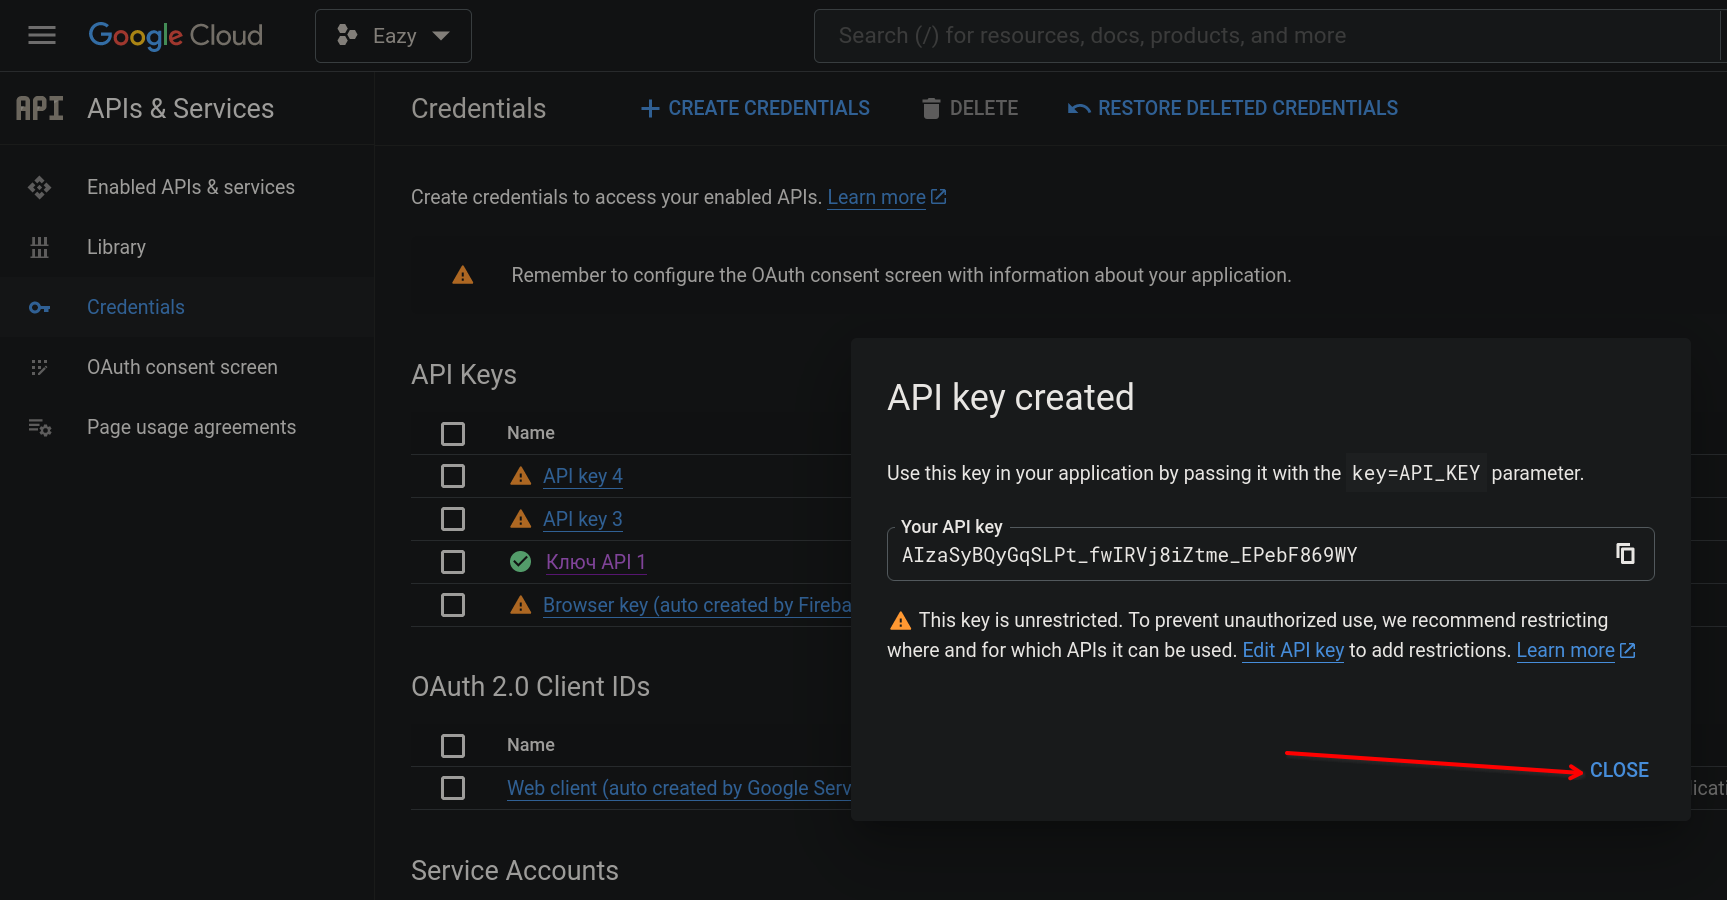 Google Cloud
Eazy
Search (/) for resources, docs, products, and more
API APIs & Services
Enabled APIs & services
Library
Credentials
OAuth consent screen
Page usage agreements
Credentials
CREATE CREDENTIALS
DELETE
RESTORE DELETED CREDENTIALS
Create credentials to access your enabled APIs. Learn more
Remember to configure the OAuth consent screen with information about your application.
API Keys
Name
API key 4
API key 3
Ключ API 1
Browser key (auto created by Fireba
OAuth 2.0 Client IDs
Name
Web client (auto created by Google Serv
Service Accounts
API key created
Use this key in your application by passing it with the key=API_KEY parameter.
Your API key
AIzaSyBQyGqSLPt_fwIRVj8iZtme_EPebF869WY
This key is unrestricted. To prevent unauthorized use, we recommend restricting
where and for which APIs it can be used. Edit API key to add restrictions. Learn more
CLOSE